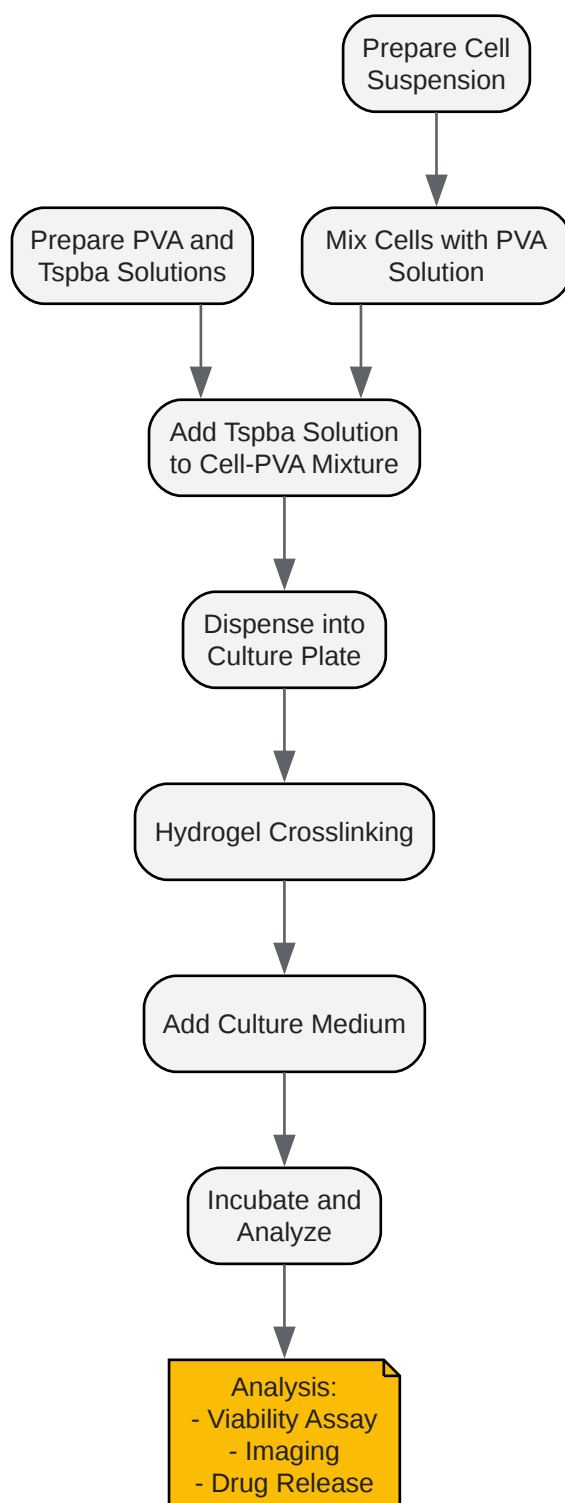 Prepare Cell
Suspension
Prepare PVA and
Tspba Solutions
Mix Cells with PVA
Solution
Add Tspba Solution
to Cell-PVA Mixture
Dispense into
Culture Plate
Hydrogel Crosslinking
Add Culture Medium
Incubate and
Analyze
Analysis:
- Viability Assay
- Imaging
- Drug Release